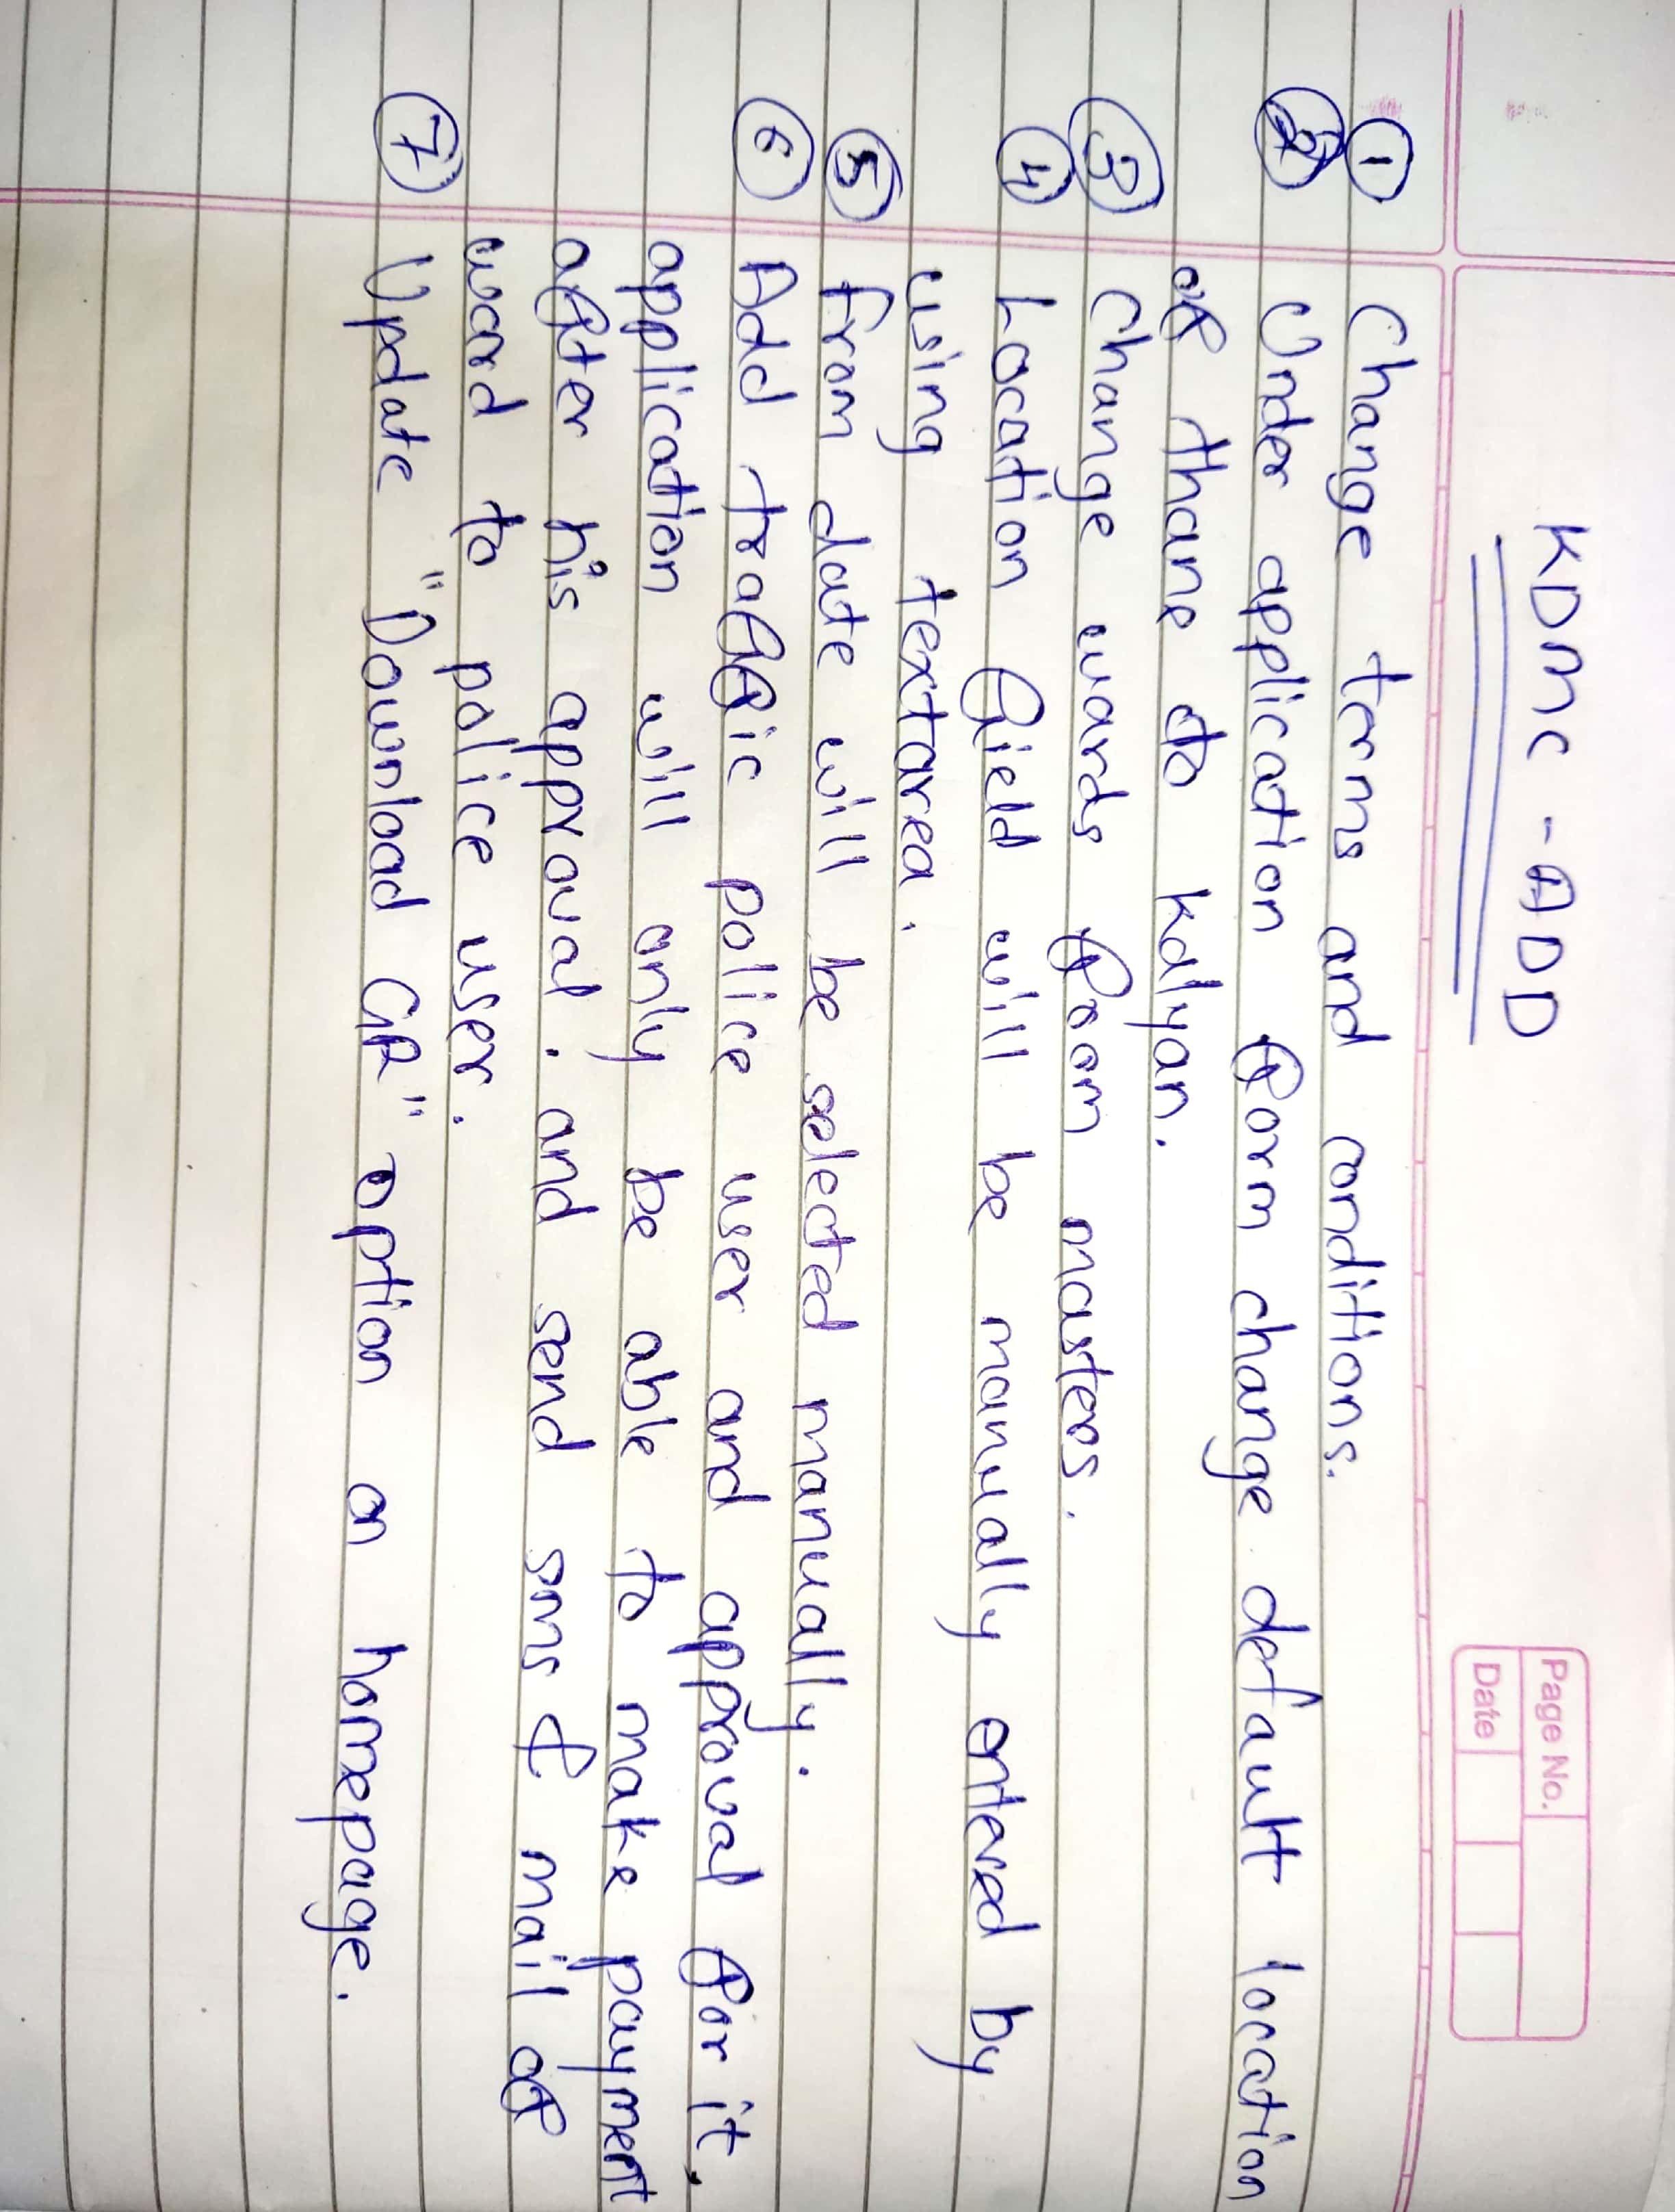 KDMC - ADD
Page No.
Date
1 Change terms and conditions.
2 Under application form change default location
of thane to kalyan.
3 Change wards from masters.
4 Location field will be manually entered by
using textarea.
5 from date will be selected manually.
6 Add traffic police user and approval for it,
application will only be able to make payment
after his approval. and send sms & mail of
ward to police user.
7 Update "Download GR" option on homepage.